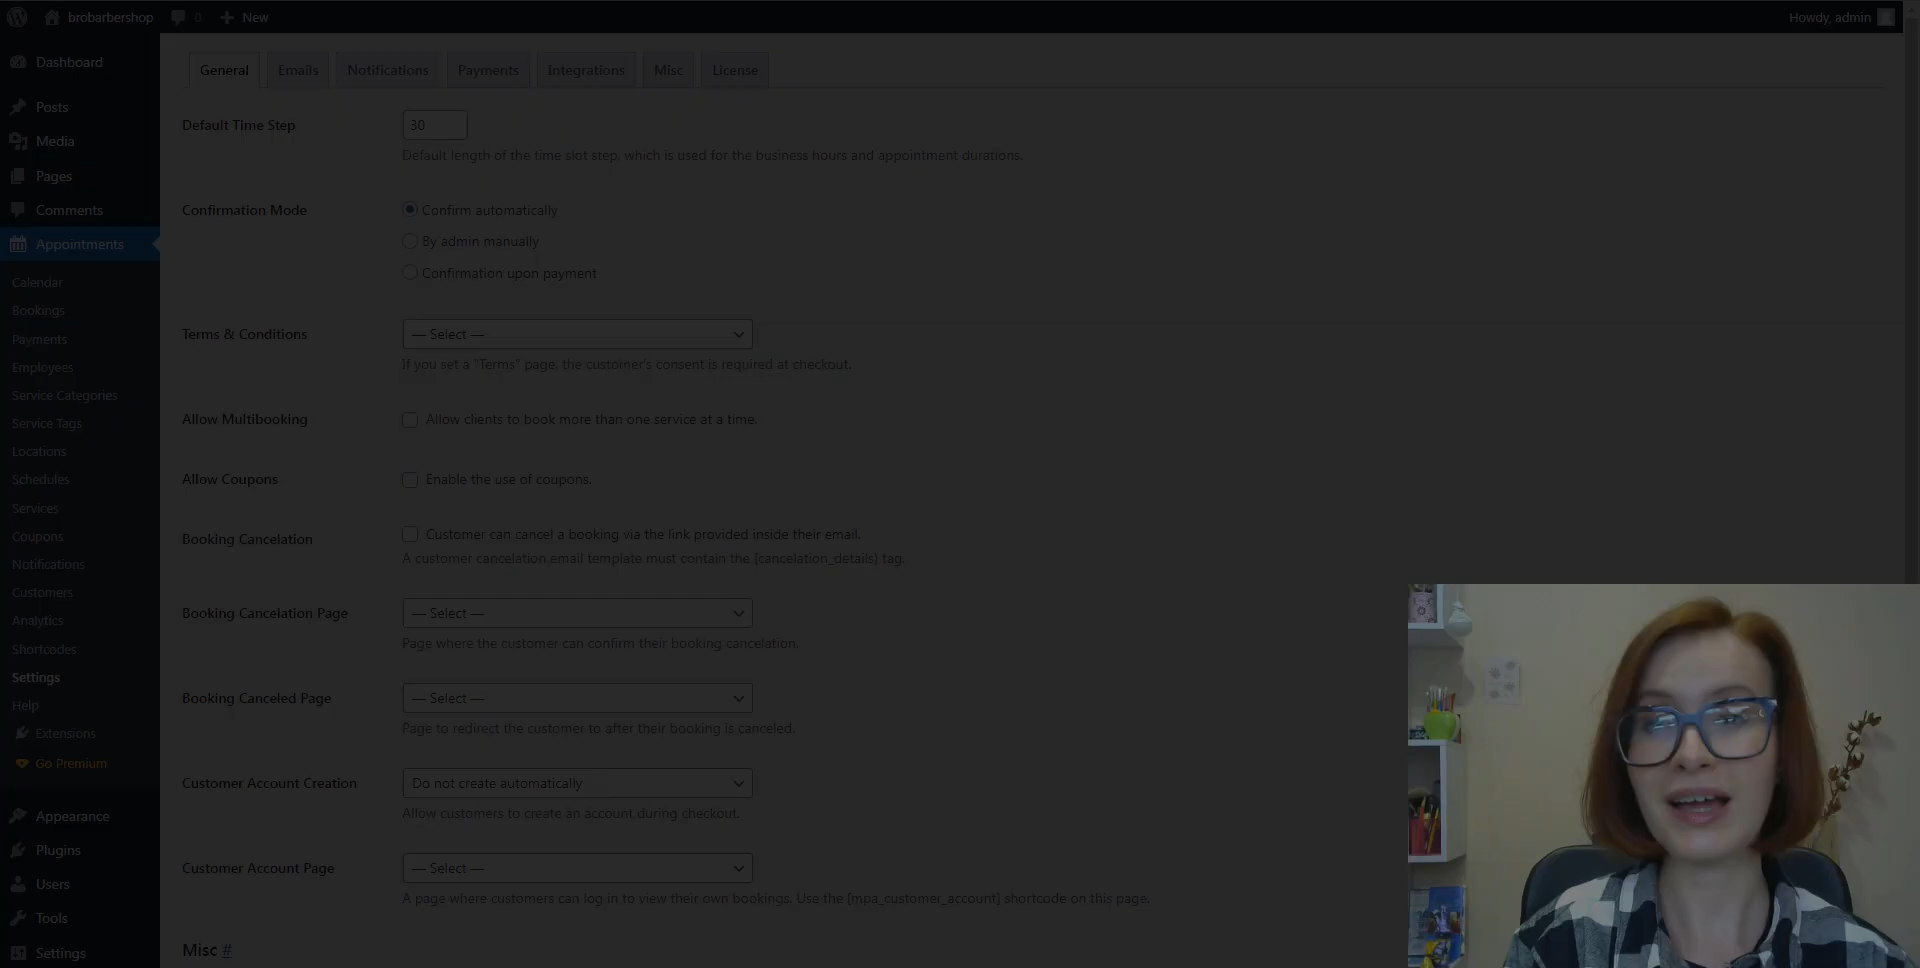 brobarbershop 0 New Howdy, admin
Dashboard
Posts
Media
Pages
Comments
Appointments
Calendar
Bookings
Payments
Employees
Service Categories
Service Tags
Locations
Schedules
Services
Coupons
Notifications
Customers
Analytics
Shortcodes
Settings
Help
Extensions
Go Premium
Appearance
Plugins
Users
Tools
Settings
General Emails Notifications Payments Integrations Misc License
Default Time Step 30
Default length of the time slot step, which is used for the business hours and appointment durations.
Confirmation Mode Confirm automatically
By admin manually
Confirmation upon payment
Terms & Conditions — Select —
If you set a "Terms" page, the customer's consent is required at checkout.
Allow Multibooking Allow clients to book more than one service at a time.
Allow Coupons Enable the use of coupons.
Booking Cancelation Customer can cancel a booking via the link provided inside their email.
A customer cancelation email template must contain the {cancelation_details} tag.
Booking Cancelation Page — Select —
Page where the customer can confirm their booking cancelation.
Booking Canceled Page — Select —
Page to redirect the customer to after their booking is canceled.
Customer Account Creation Do not create automatically
Allow customers to create an account during checkout.
Customer Account Page — Select —
A page where customers can log in to view their own bookings. Use the [mpa_customer_account] shortcode on this page.
Misc #